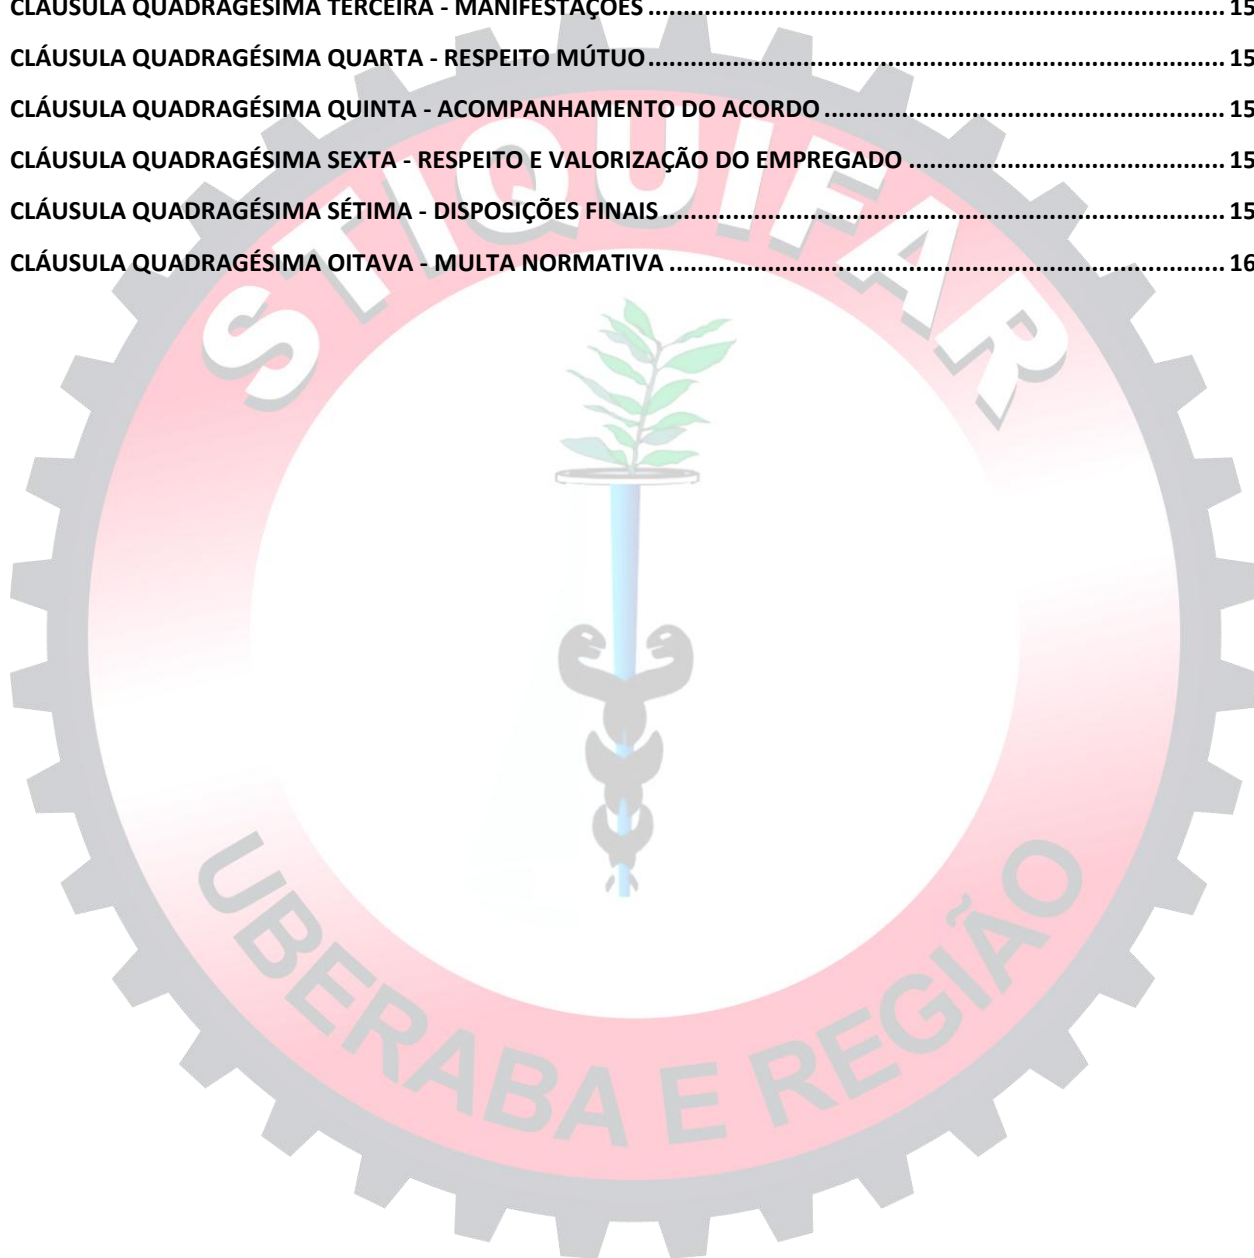 CLÁUSULA QUADRAGÉSIMA TERCEIRA - MANIFESTAÇÕES ........ 15
CLÁUSULA QUADRAGÉSIMA QUARTA - RESPEITO MÚTUO ........ 15
CLÁUSULA QUADRAGÉSIMA QUINTA - ACOMPANHAMENTO DO ACORDO ........ 15
CLÁUSULA QUADRAGÉSIMA SEXTA - RESPEITO E VALORIZAÇÃO DO EMPREGADO ........ 15
CLÁUSULA QUADRAGÉSIMA SÉTIMA - DISPOSIÇÕES FINAIS ........ 15
CLÁUSULA QUADRAGÉSIMA OITAVA - MULTA NORMATIVA ........ 16
STIQUIFAR
UBERABA E REGIÃO